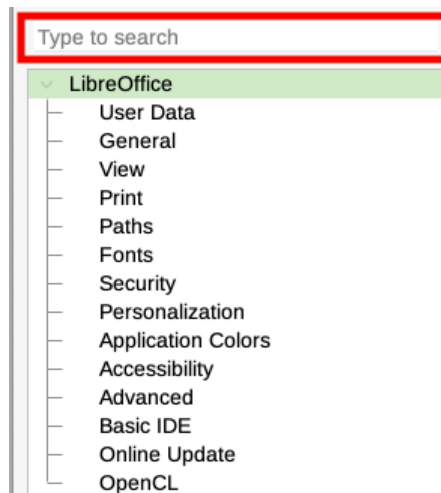 Type to search
LibreOffice
User Data
General
View
Print
Paths
Fonts
Security
Personalization
Application Colors
Accessibility
Advanced
Basic IDE
Online Update
OpenCL